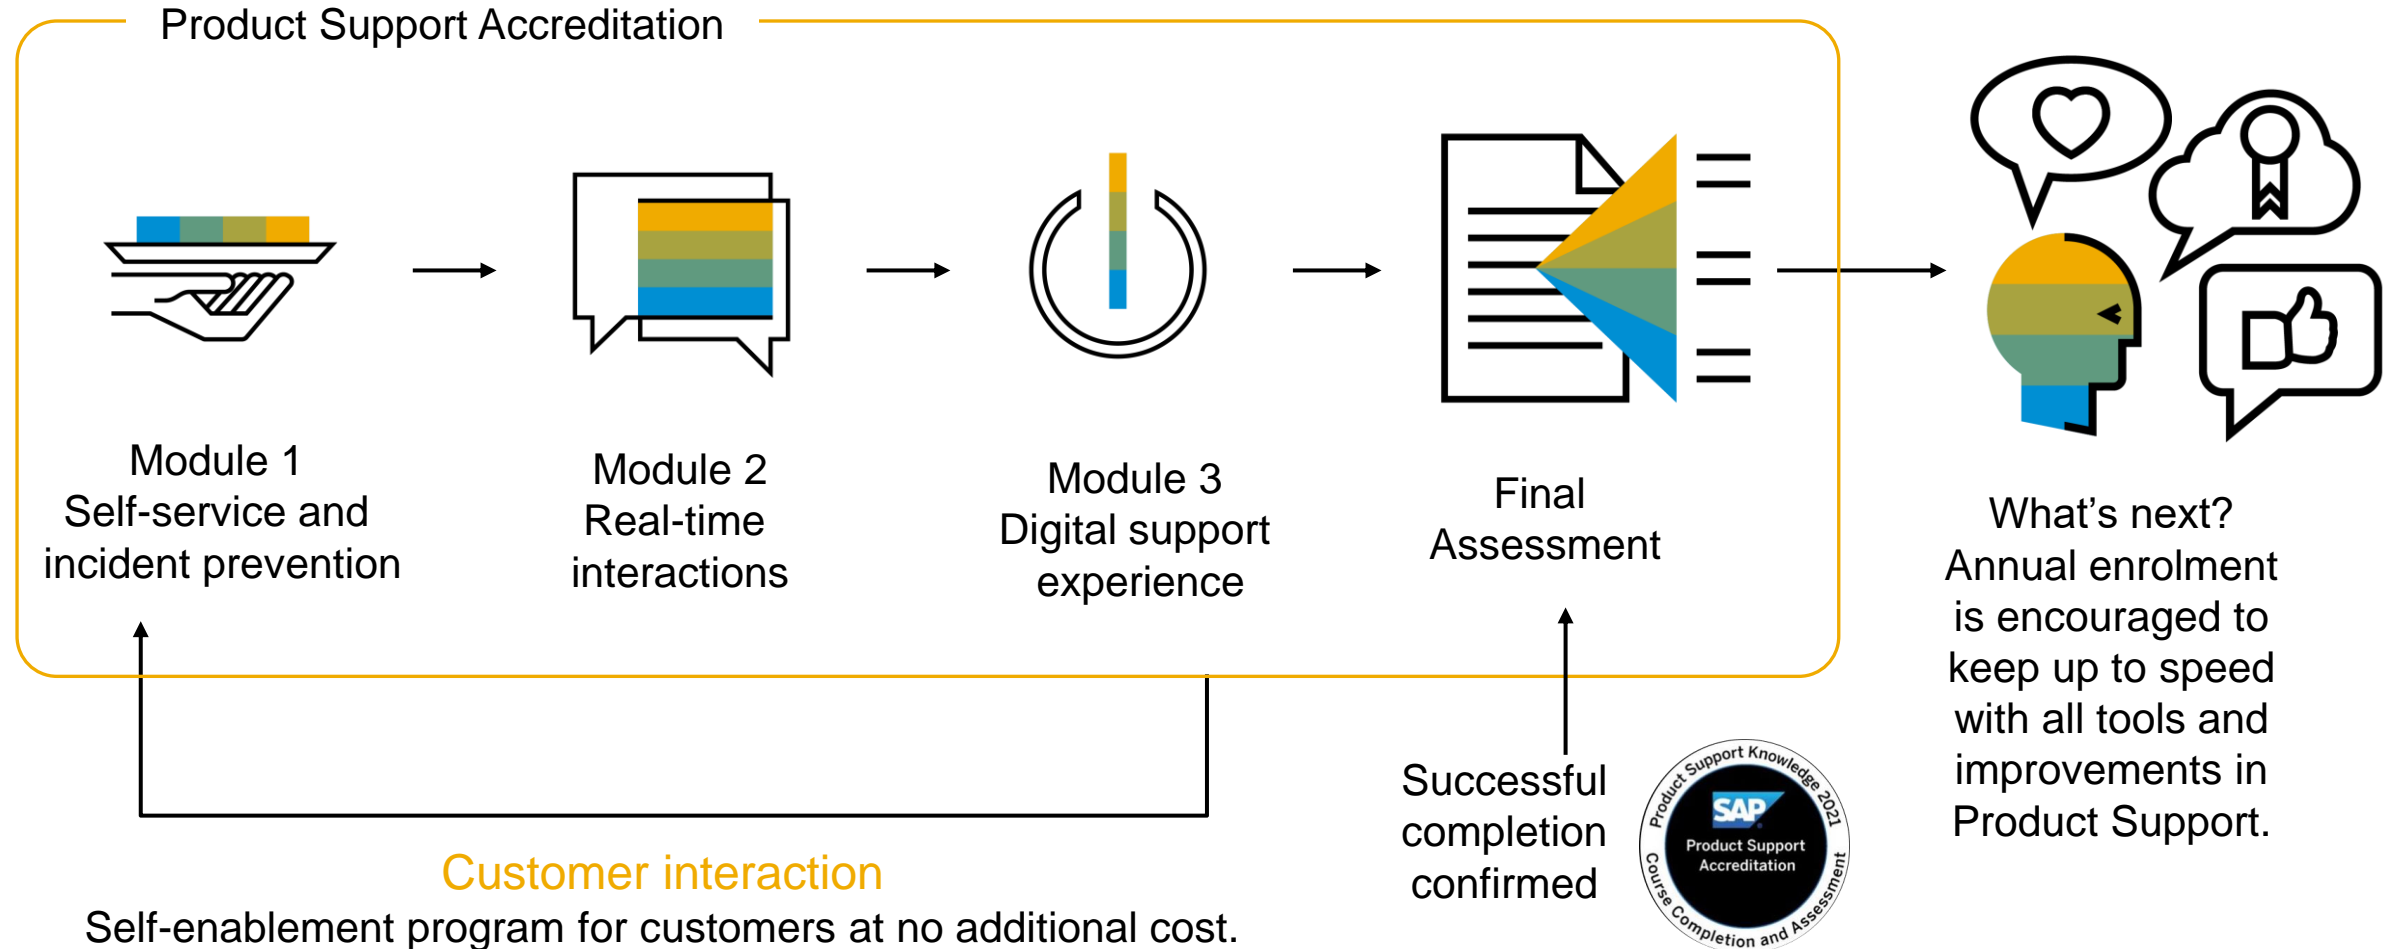 Product Support Accreditation
Module 1
Self-service and
incident prevention
Module 2
Real-time
interactions
Module 3
Digital support
experience
Final
Assessment
What's next?
Annual enrolment
is encouraged to
keep up to speed
with all tools and
improvements in
Product Support.
Customer interaction
Self-enablement program for customers at no additional cost.
Successful
completion
confirmed
Product Support Knowledge 2021
SAP
Product Support
Accreditation
Course Completion and Assessment